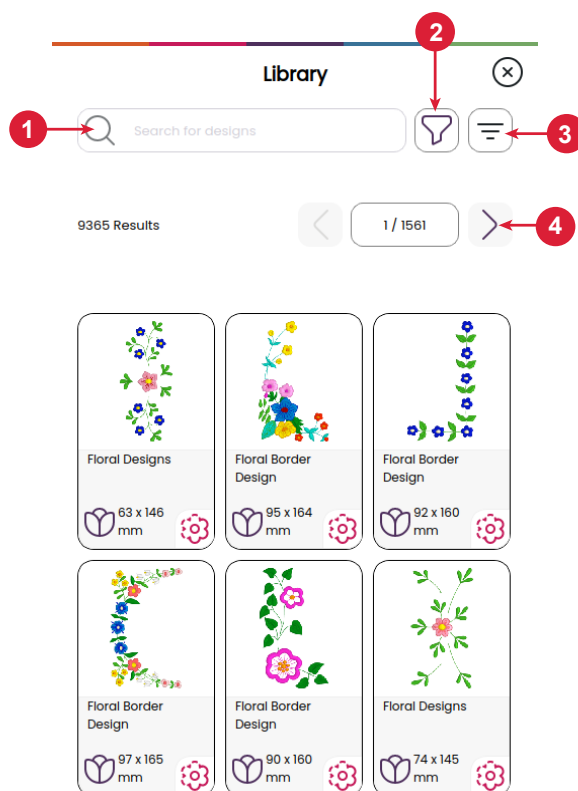 2
Library
1
Search for designs
3
9365 Results
1 / 1561
4
Floral Designs
63 x 146
mm
Floral Border
Design
95 x 164
mm
Floral Border
Design
92 x 160
mm
Floral Border
Design
97 x 165
mm
Floral Border
Design
90 x 160
mm
Floral Designs
74 x 145
mm